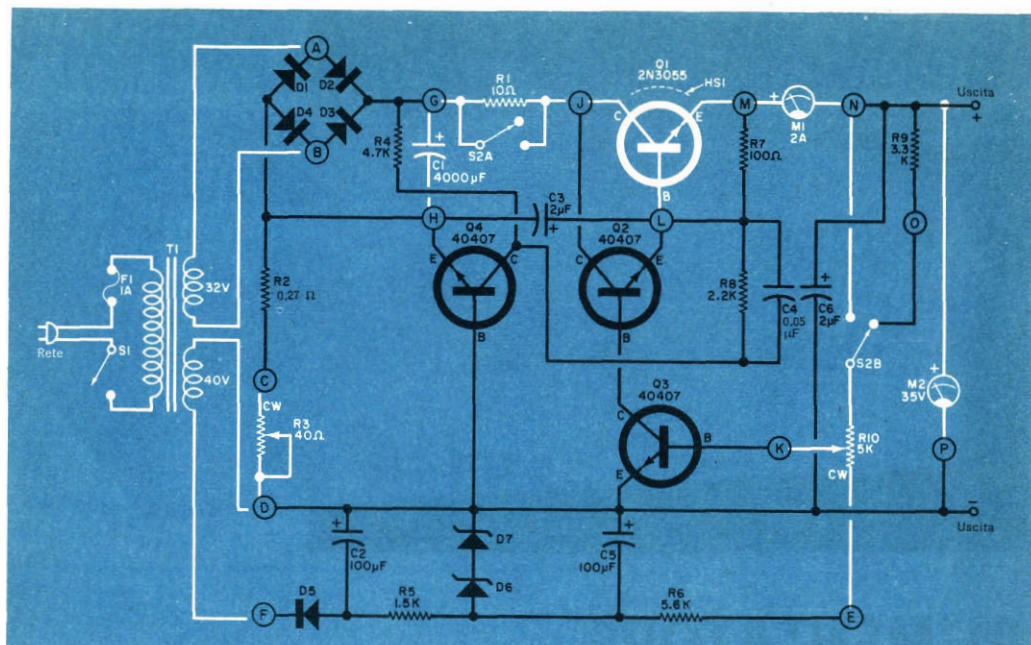 A
D1
D2
D4
D3
B
R4
4.7K
G
C1
4000µF
+
R1
10Ω
S2A
J
Q1
2N3055
HS1
C
E
B
M
+
M1
2A
N
Uscita
+
R7
100Ω
R9
3.3
K
O
H
C3
2µF
+
L
Q4
40407
E
C
B
Q2
40407
C
E
B
R8
2.2K
C4
0,05
µF
+
C6
2µF
F1
1A
T1
32V
Rete
S1
40V
R2
0,27 Ω
C
CW
R3
40Ω
D
S2B
+
M2
35V
P
Q3
40407
C
B
E
K
R10
5K
CW
−
Uscita
+
C2
100µF
D7
D6
+
C5
100µF
F
D5
R5
1.5K
R6
5.6K
E